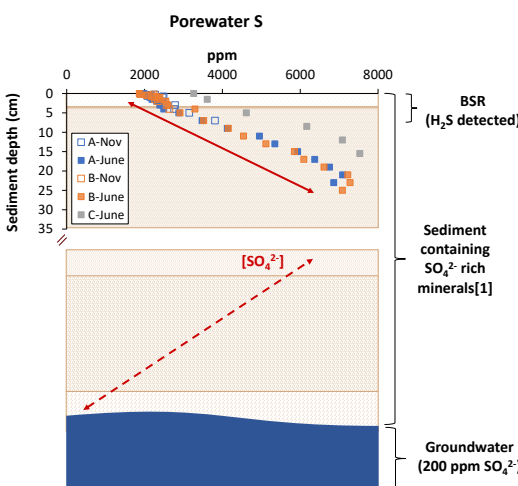 Porewater S
ppm
0 2000 4000 6000 8000
Sediment depth (cm)
0
5
10
15
20
25
30
35
A-Nov
A-June
B-Nov
B-June
C-June
BSR
(H₂S detected)
[SO₄²⁻]
Sediment
containing
SO₄²⁻ rich
minerals[1]
Groundwater
(200 ppm SO₄²⁻)